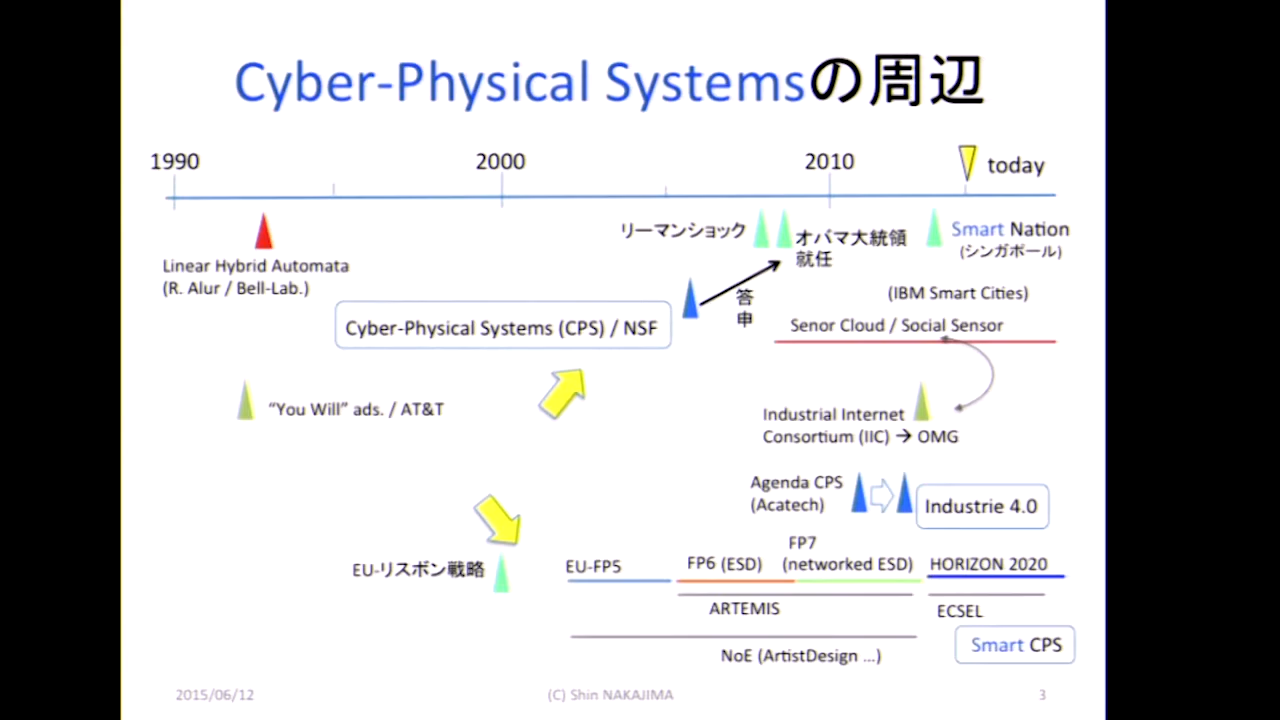 Cyber-Physical Systemsの周辺
1990
2000
2010
today
リーマンショック
オバマ大統領
就任
Smart Nation
(シンガポール)
Linear Hybrid Automata
(R. Alur / Bell-Lab.)
答
申
(IBM Smart Cities)
Cyber-Physical Systems (CPS) / NSF
Senor Cloud / Social Sensor
“You Will” ads. / AT&T
Industrial Internet
Consortium (IIC) → OMG
Agenda CPS
(Acatech)
Industrie 4.0
EU-リスボン戦略
EU-FP5
FP6 (ESD)
FP7
(networked ESD)
HORIZON 2020
ARTEMIS
ECSEL
Smart CPS
NoE (ArtistDesign ...)
2015/06/12
(C) Shin NAKAJIMA
3